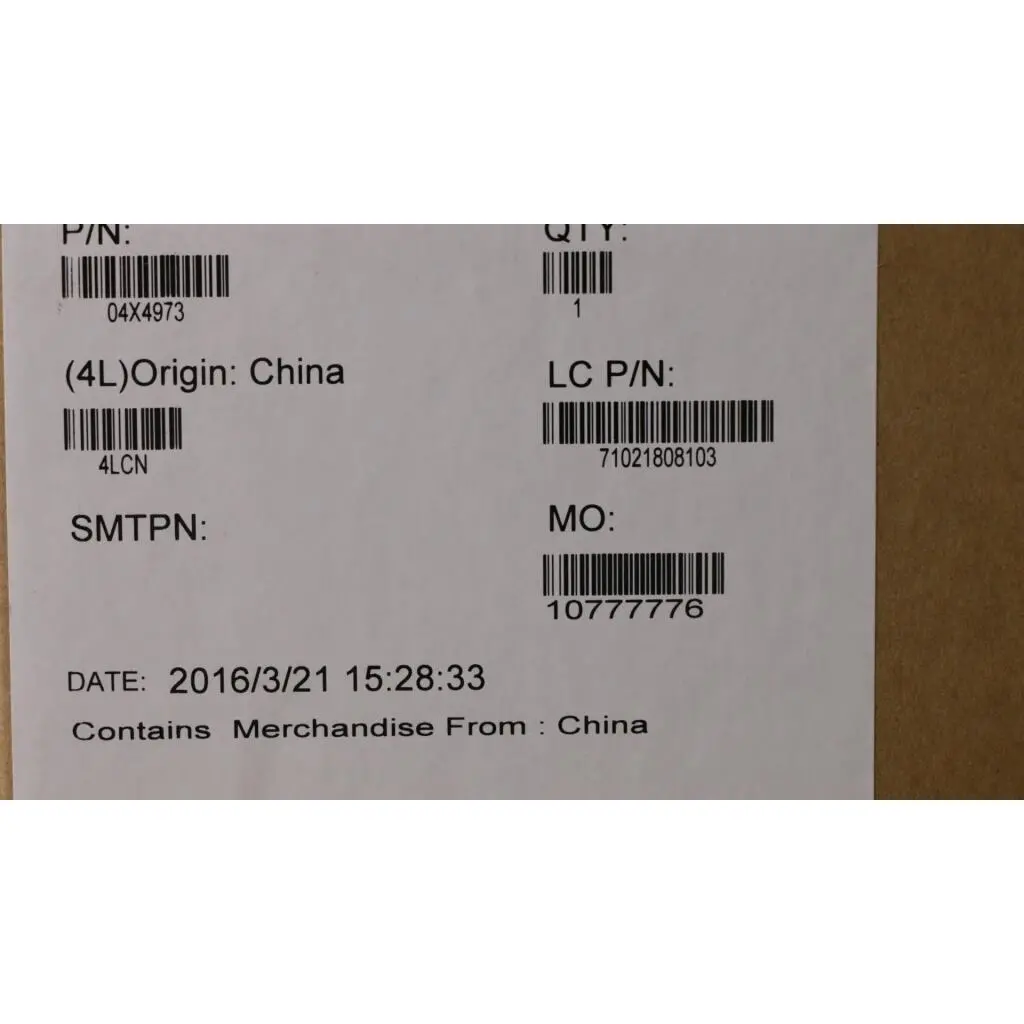 P/N: QTY:
04X4973 1
(4L)Origin: China LC P/N:
4LCN 71021808103
SMTPN: MO:
10777776
DATE: 2016/3/21 15:28:33
Contains Merchandise From : China